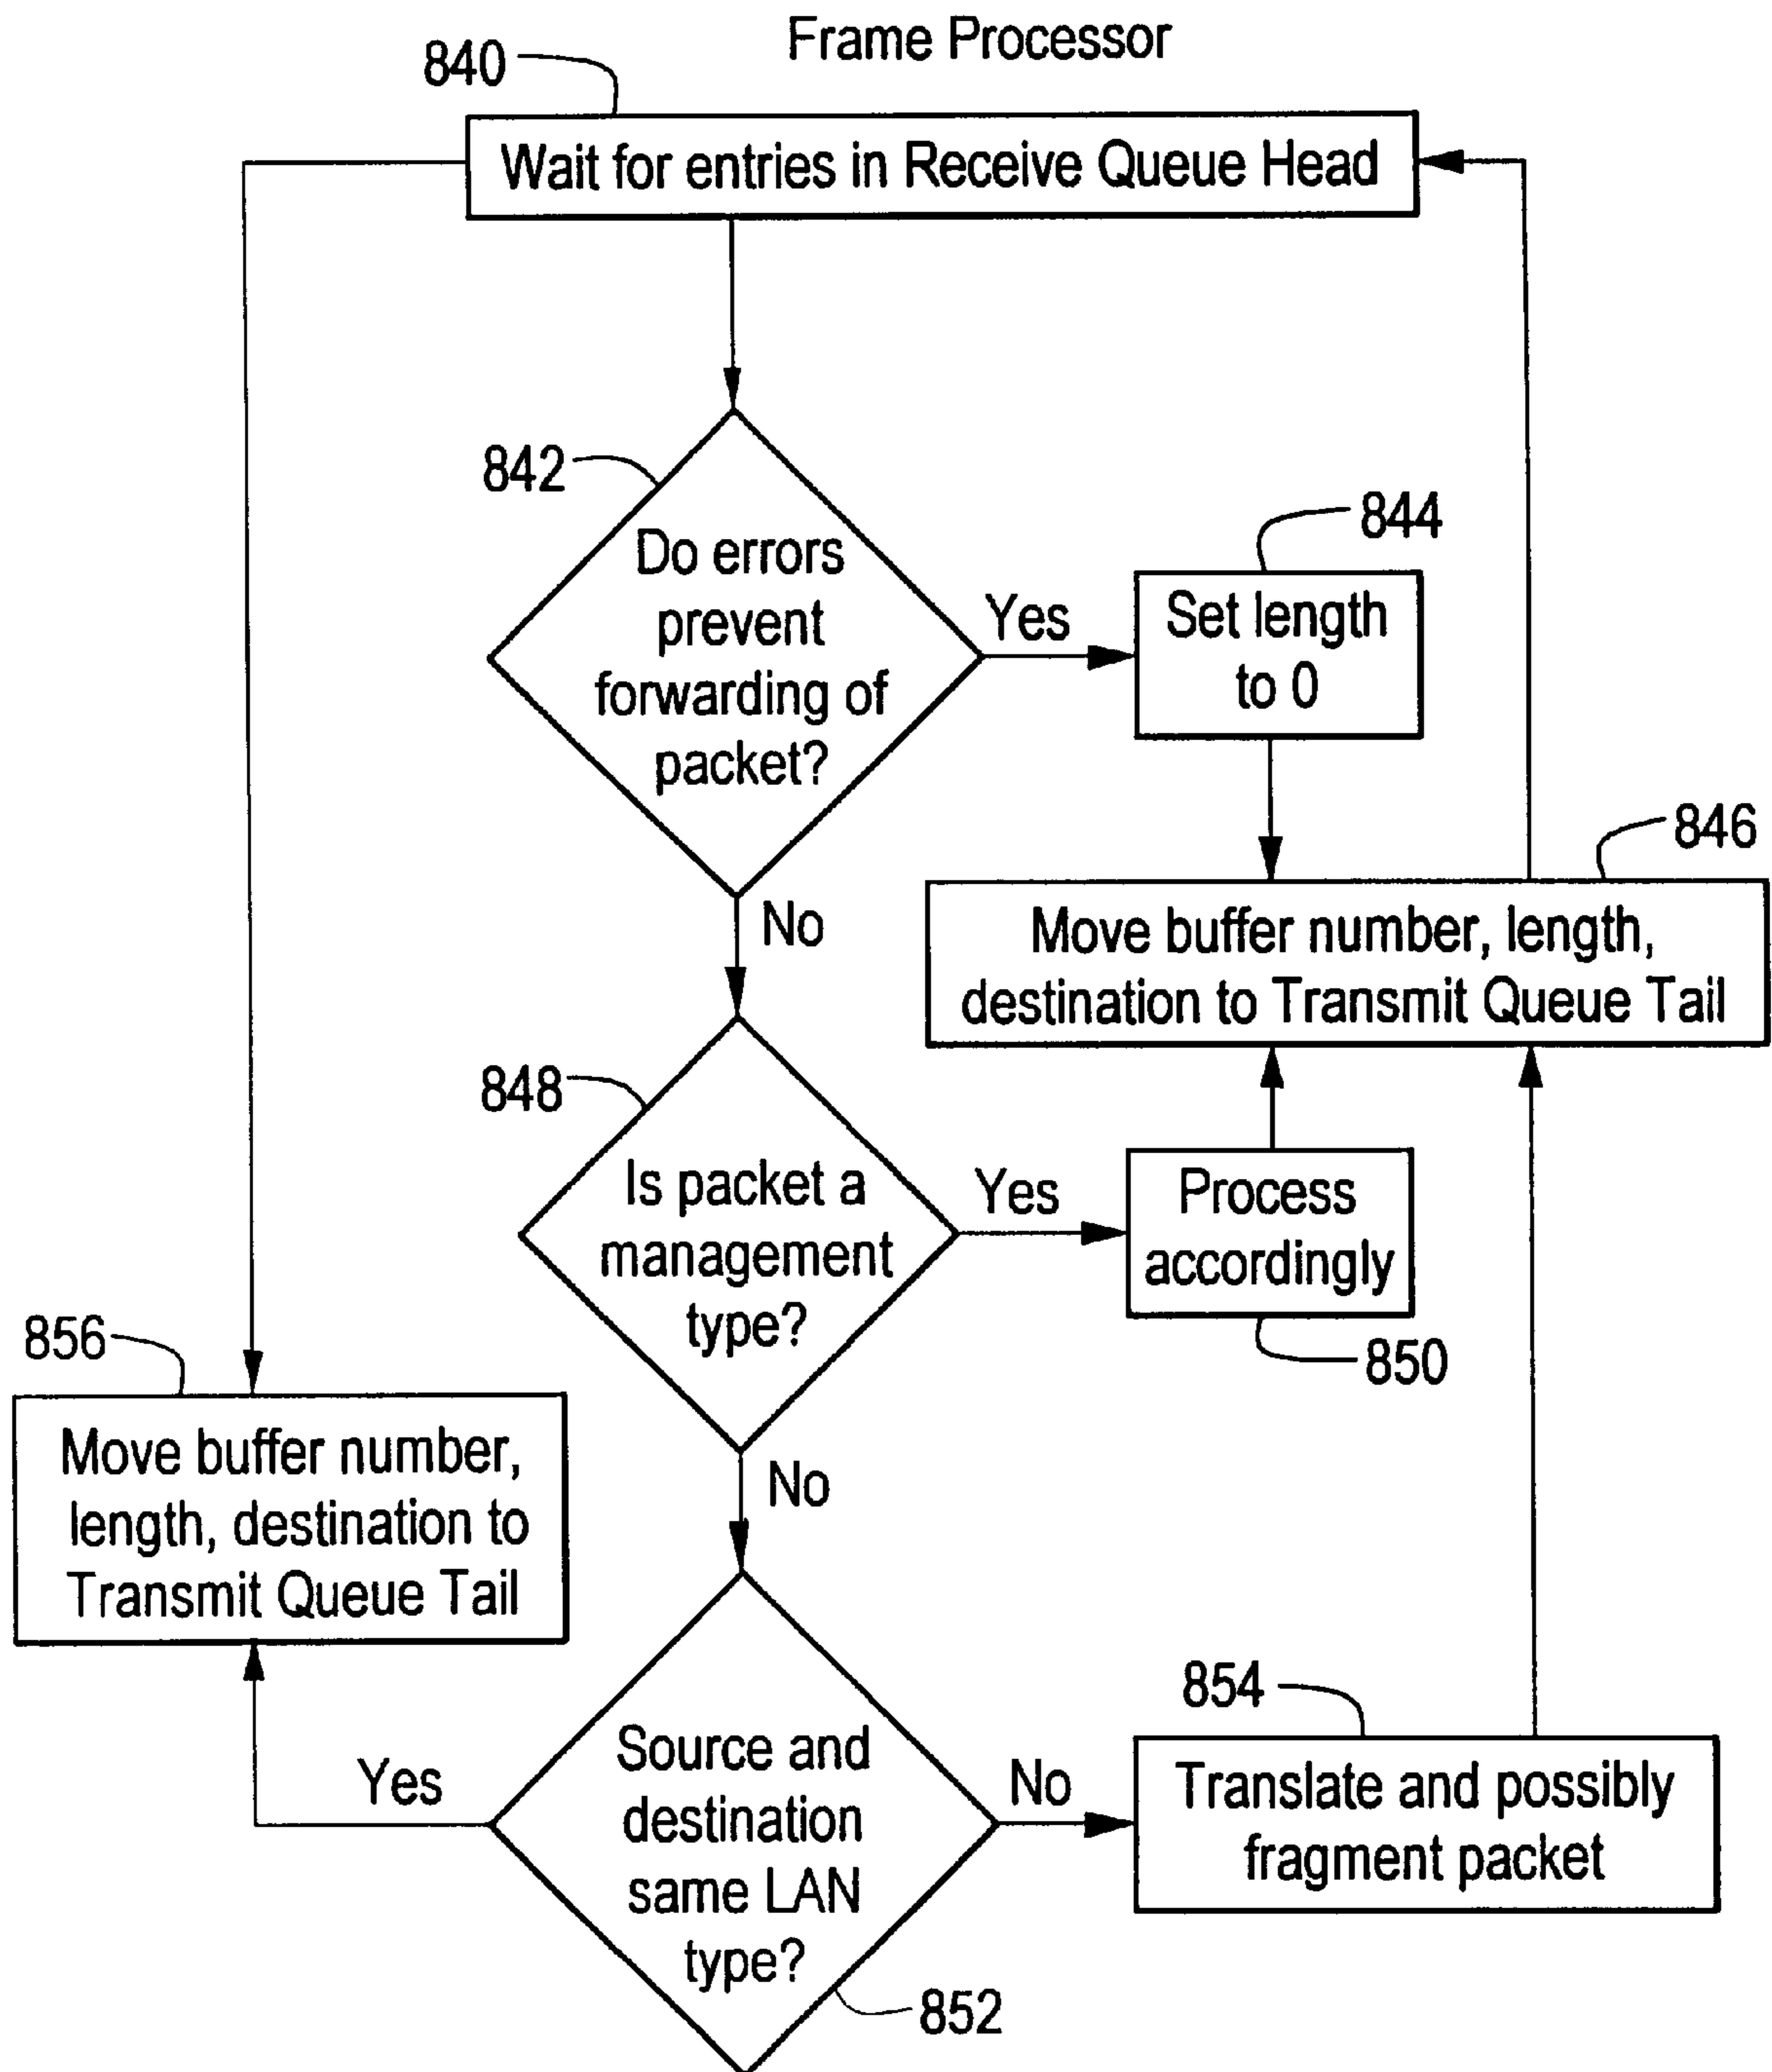 Frame Processor
840
Wait for entries in Receive Queue Head
842
Do errors
prevent
forwarding of
packet?
Yes
844
Set length
to 0
846
Move buffer number, length,
destination to Transmit Queue Tail
No
848
Is packet a
management
type?
Yes
Process
accordingly
850
856
Move buffer number,
length, destination to
Transmit Queue Tail
No
Yes
Source and
destination
same LAN
type?
852
No
854
Translate and possibly
fragment packet